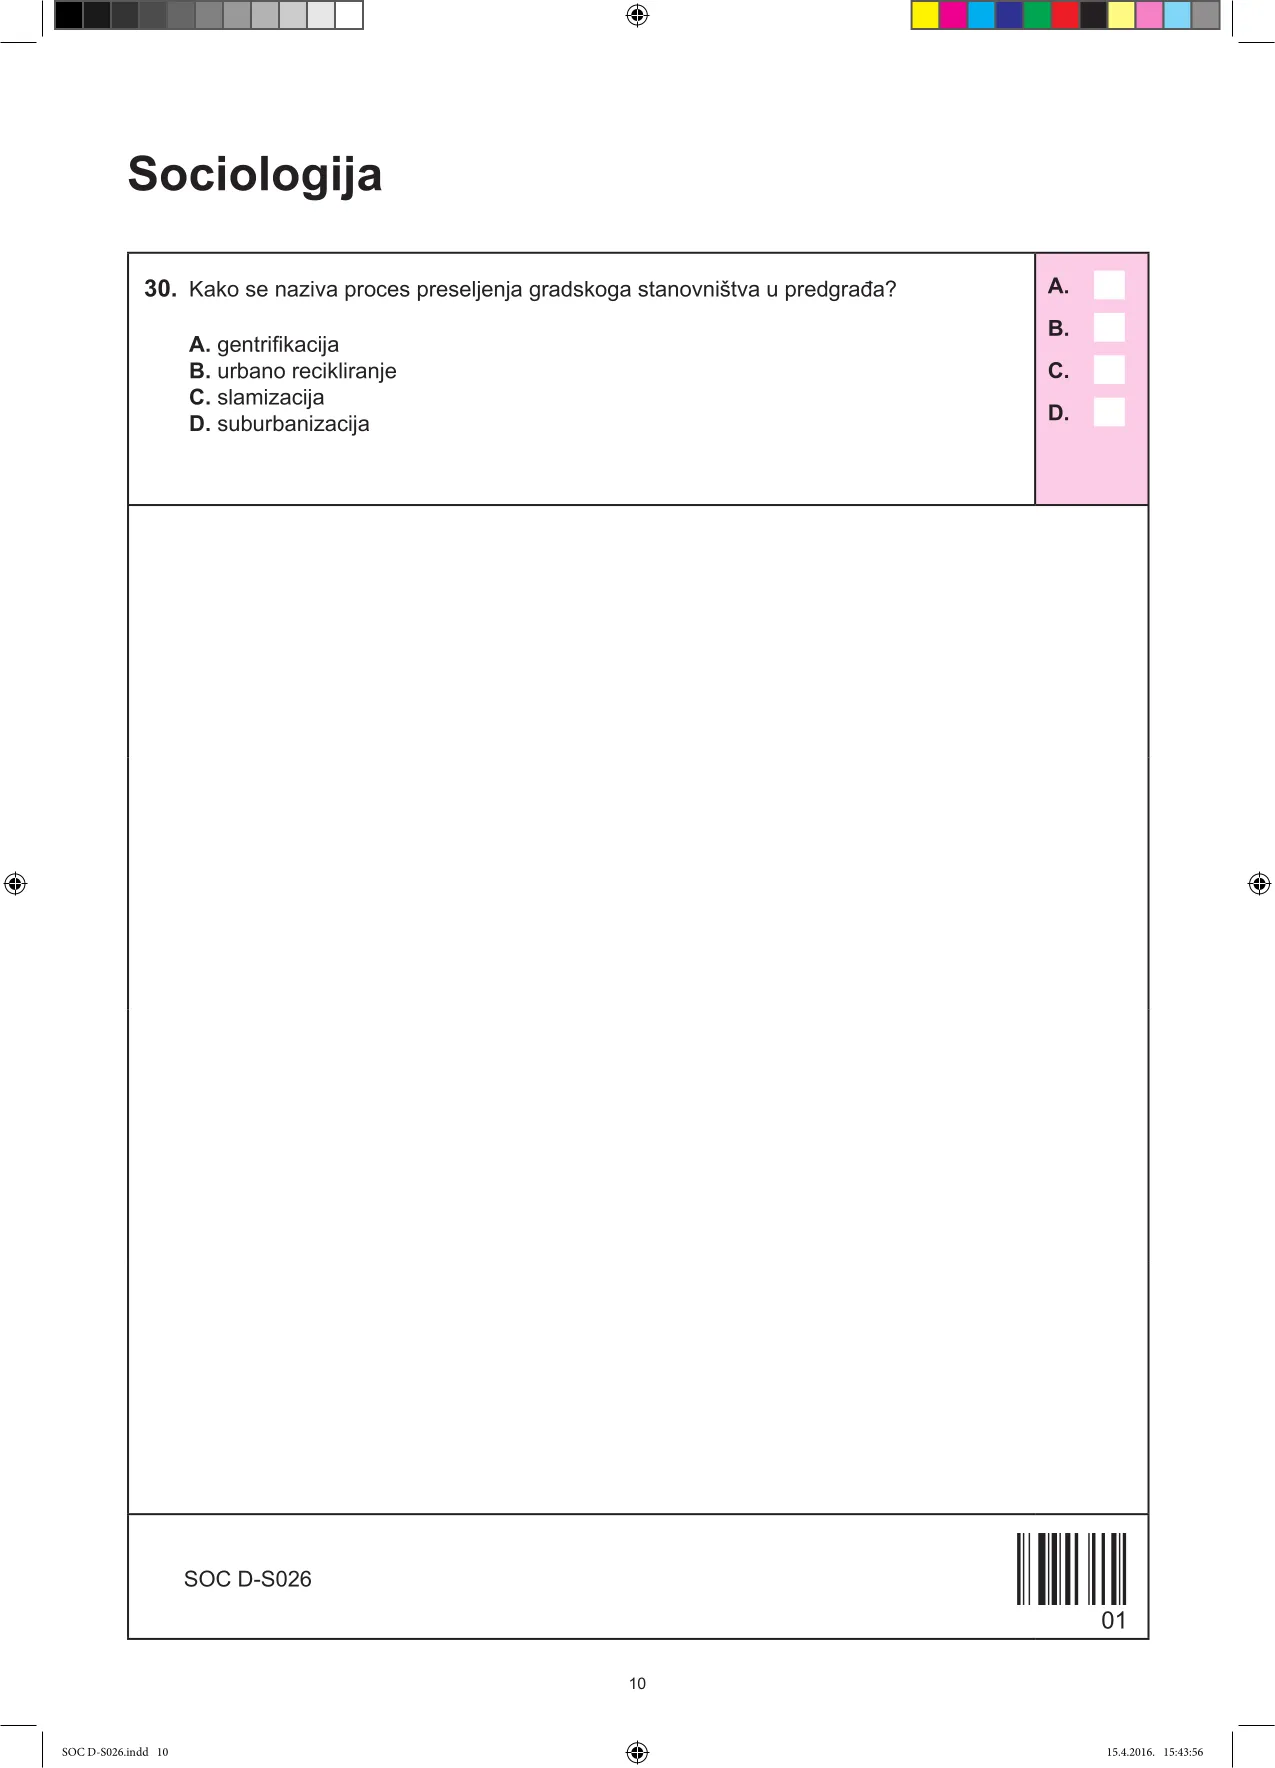 Sociologija
30. Kako se naziva proces preseljenja gradskoga stanovništva u predgrađa?
A. gentrifikacija
B. urbano recikliranje
C. slamizacija
D. suburbanizacija
A.
B.
C.
D.
SOC D-S026
01
10
SOC D-S026.indd 10
15.4.2016. 15:43:56